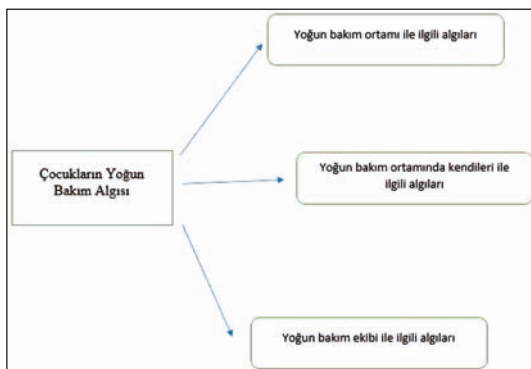 Yoğun bakım ortamı ile ilgili algıları
Çocukların Yoğun
Bakım Algısı
Yoğun bakım ortamında kendileri ile
ilgili algıları
Yoğun bakım ekibi ile ilgili algıları